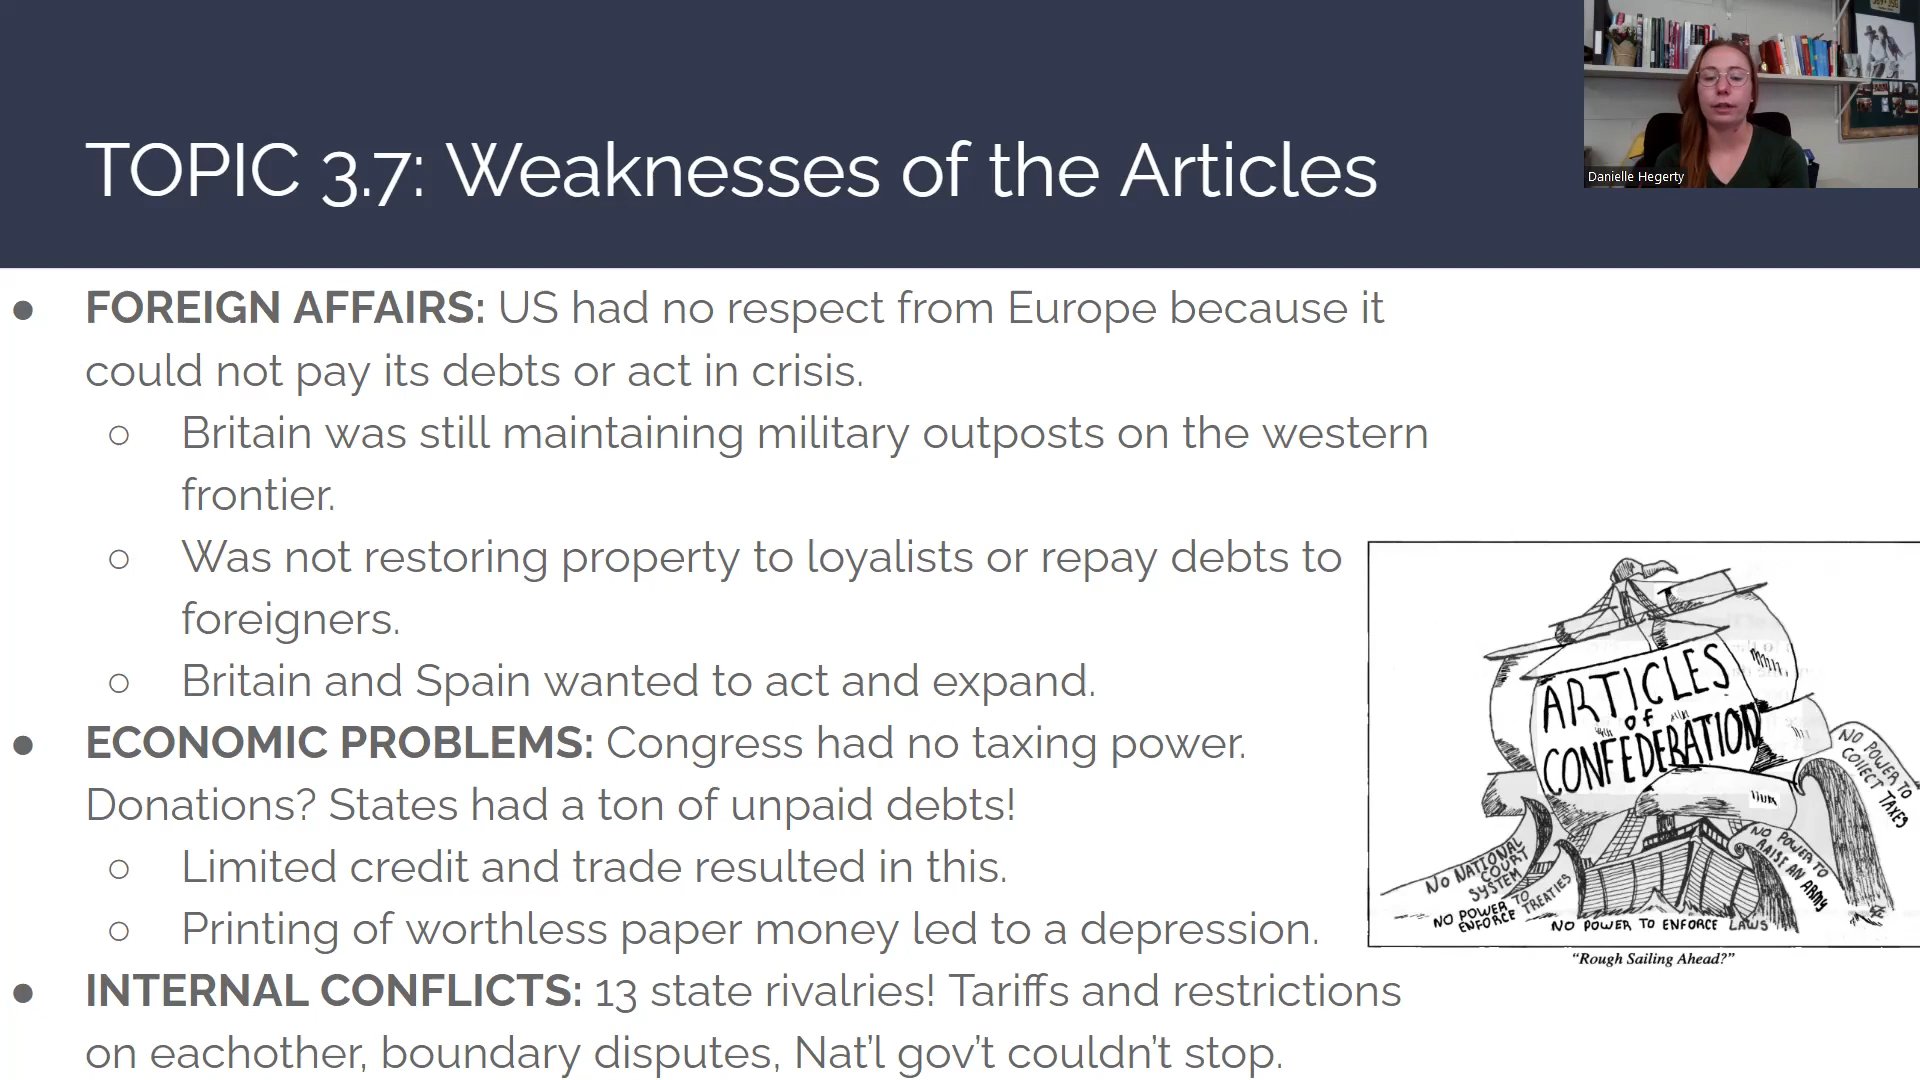 TOPIC 3.7: Weaknesses of the Articles
Danielle Hegerty
● FOREIGN AFFAIRS: US had no respect from Europe because it
could not pay its debts or act in crisis.
○ Britain was still maintaining military outposts on the western
frontier.
○ Was not restoring property to loyalists or repay debts to
foreigners.
○ Britain and Spain wanted to act and expand.
● ECONOMIC PROBLEMS: Congress had no taxing power.
Donations? States had a ton of unpaid debts!
○ Limited credit and trade resulted in this.
○ Printing of worthless paper money led to a depression.
● INTERNAL CONFLICTS: 13 state rivalries! Tariffs and restrictions
on eachother, boundary disputes, Nat'l gov't couldn't stop.
ARTICLES
OF
CONFEDERATION
NO POWER TO
COLLECT TAXES
NO POWER TO
RAISE AN ARMY
NO NATIONAL
COURT
SYSTEM
NO POWER TO
ENFORCE TREATIES
NO POWER TO ENFORCE LAWS
"Rough Sailing Ahead?"